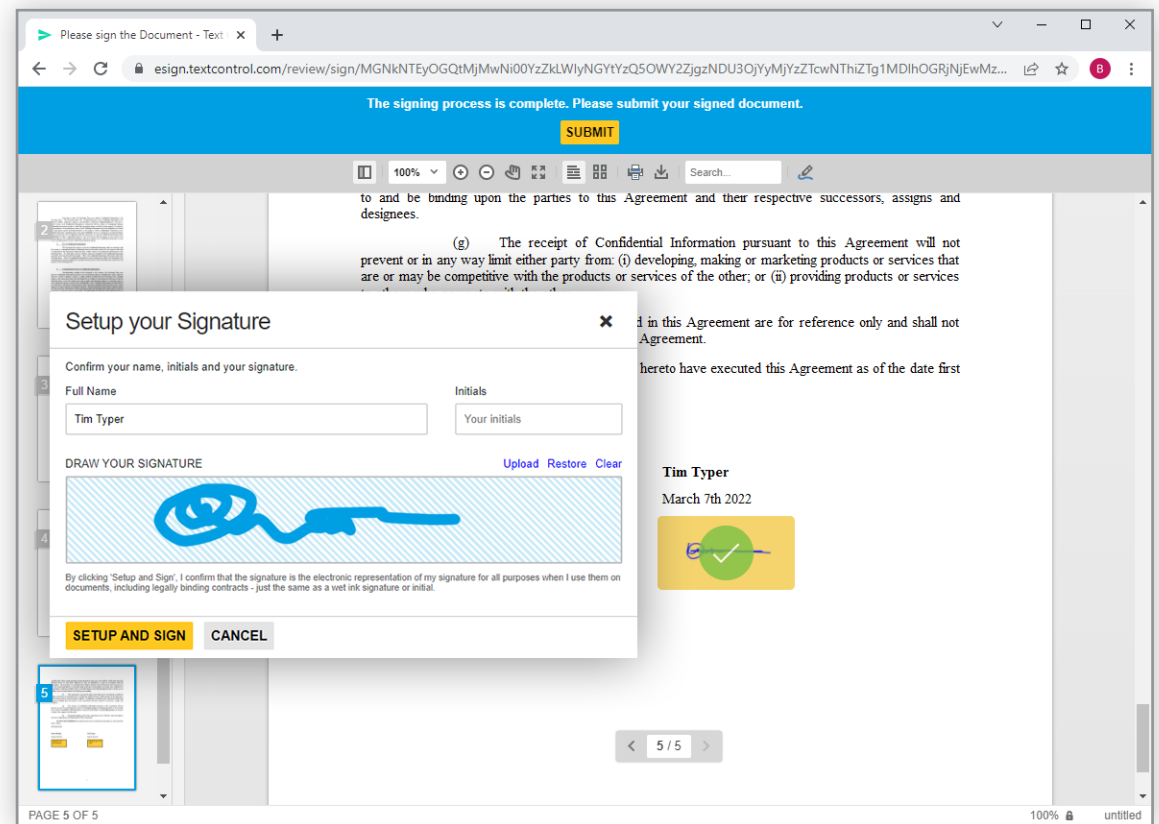 Please sign the Document - Text
esign.textcontrol.com/review/sign/
B
The signing process is complete. Please submit your signed document.
SUBMIT
100%
Search...
to and be binding upon the parties to this Agreement and their respective successors, assigns and
designees.
(g) The receipt of Confidential Information pursuant to this Agreement will not
prevent or in any way limit either party from: (i) developing, making or marketing products or services that
are or may be competitive with the products or services of the other; or (ii) providing products or services
in this Agreement are for reference only and shall not
Agreement.
hereto have executed this Agreement as of the date first
2
3
4
Setup your Signature
Confirm your name, initials and your signature.
Full Name Initials
Tim Typer Your initials
DRAW YOUR SIGNATURE Upload Restore Clear
By clicking 'Setup and Sign', I confirm that the signature is the electronic representation of my signature for all purposes when I use them on
documents, including legally binding contracts - just the same as a wet ink signature or initial.
SETUP AND SIGN CANCEL
Tim Typer
March 7th 2022
5
5 / 5
PAGE 5 OF 5 100% untitled